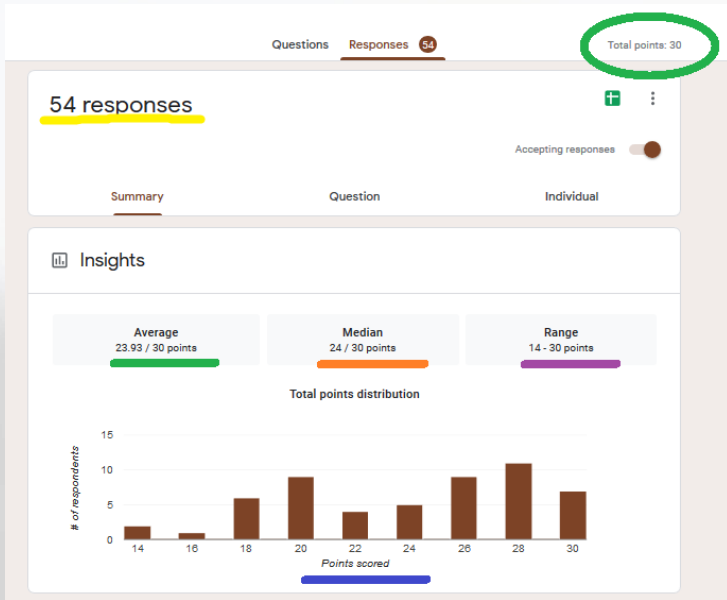 Questions Responses 54 Total points: 30
54 responses
Accepting responses
Summary Question Individual
Insights
Average Median Range
23.93 / 30 points 24 / 30 points 14 - 30 points
Total points distribution
15
10
5
0
# of respondents
14 16 18 20 22 24 26 28 30
Points scored